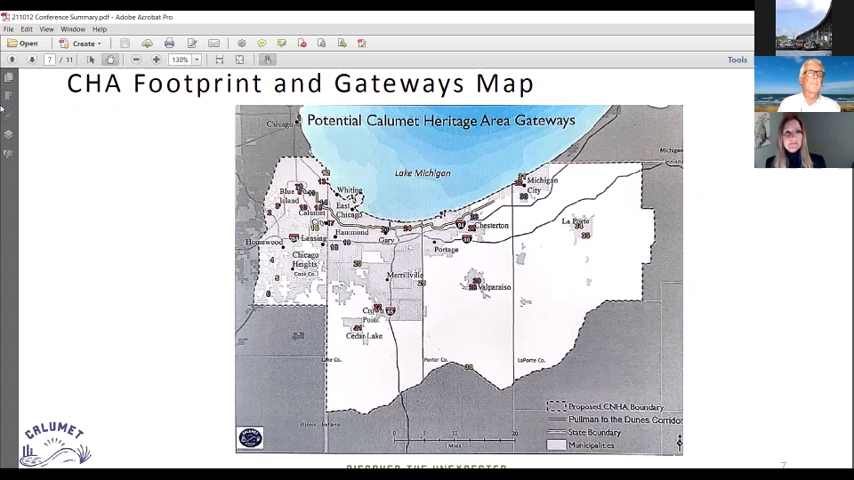 211012 Conference Summary.pdf - Adobe Acrobat Pro
File Edit View Window Help
Open
Create
7 / 11
130%
Tools
CHA Footprint and Gateways Map
Potential Calumet Heritage Area Gateways
Chicago
Lake Michigan
Michigan
Michigan City
Whiting
Blue Island
East Chicago
Calumet City
Hammond
Gary
Chesterton
La Porte
Homewood
Lansing
Portage
Chicago Heights
Cook Co.
Merrillville
Valparaiso
Crown Point
Cedar Lake
Lake Co.
Porter Co.
LaPorte Co.
Proposed CNHA Boundary
Pullman to the Dunes Corridor
State Boundary
Municipalities
Miles
CALUMET
DISCOVER THE UNEXPECTED
7